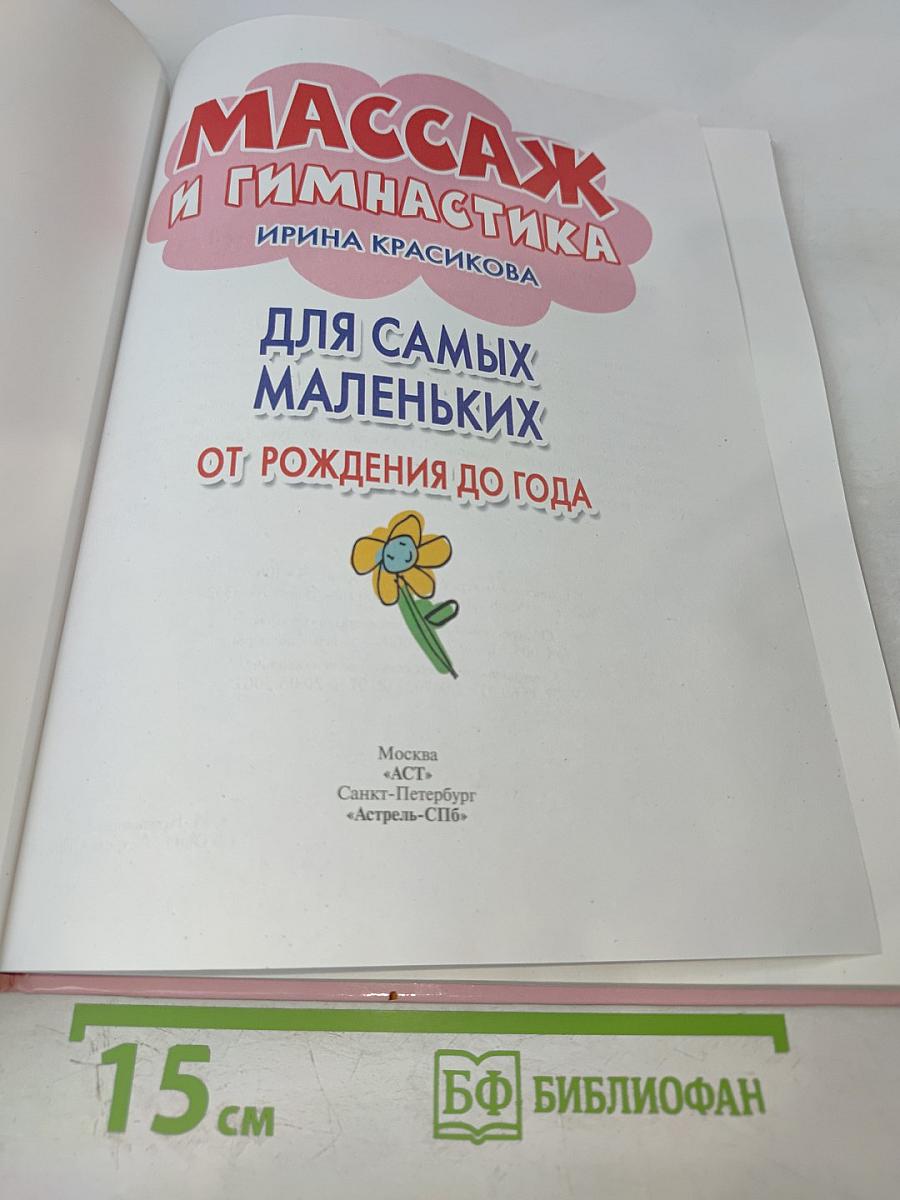 МАССАЖ
И ГИМНАСТИКА
ИРИНА КРАСИКОВА
ДЛЯ САМЫХ
МАЛЕНЬКИХ
ОТ РОЖДЕНИЯ ДО ГОДА
Москва
«АСТ»
Санкт-Петербург
«Астрель-СПб»
15 см
БФ БИБЛИОФАН